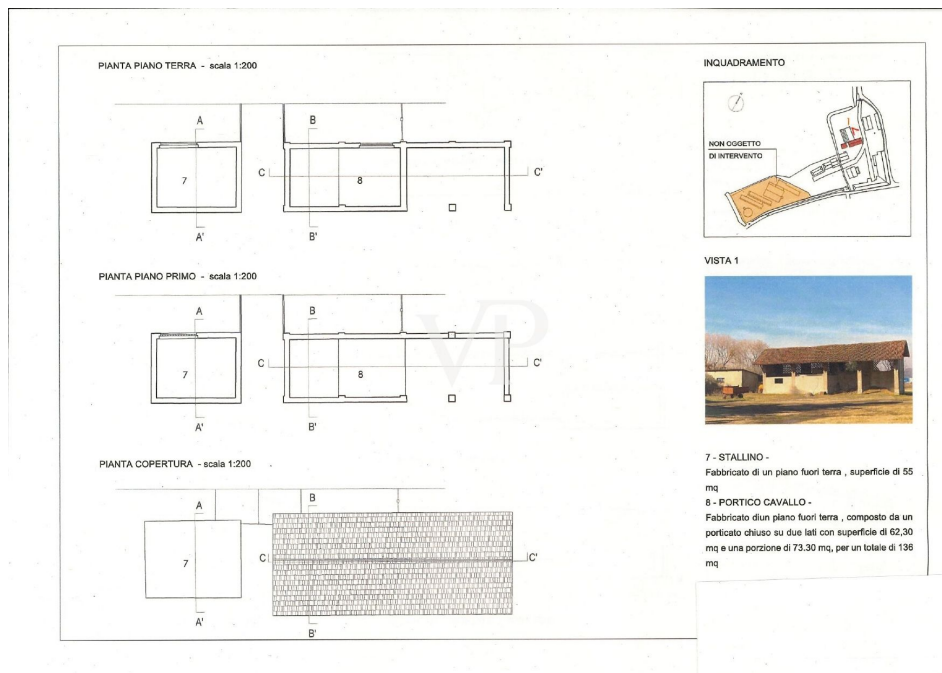 PIANTA PIANO TERRA - scala 1:200
A
B
7
C
8
C'
A'
B'
PIANTA PIANO PRIMO - scala 1:200
A
B
7
C
8
C'
A'
B'
PIANTA COPERTURA - scala 1:200
A
B
7
C
C'
A'
B'
VP
INQUADRAMENTO
NON OGGETTO
DI INTERVENTO
VISTA 1
7 - STALLINO -
Fabbricato di un piano fuori terra , superficie di 55
mq
8 - PORTICO CAVALLO -
Fabbricato diun piano fuori terra , composto da un
porticato chiuso su due lati con superficie di 62,30
mq e una porzione di 73.30 mq, per un totale di 136
mq